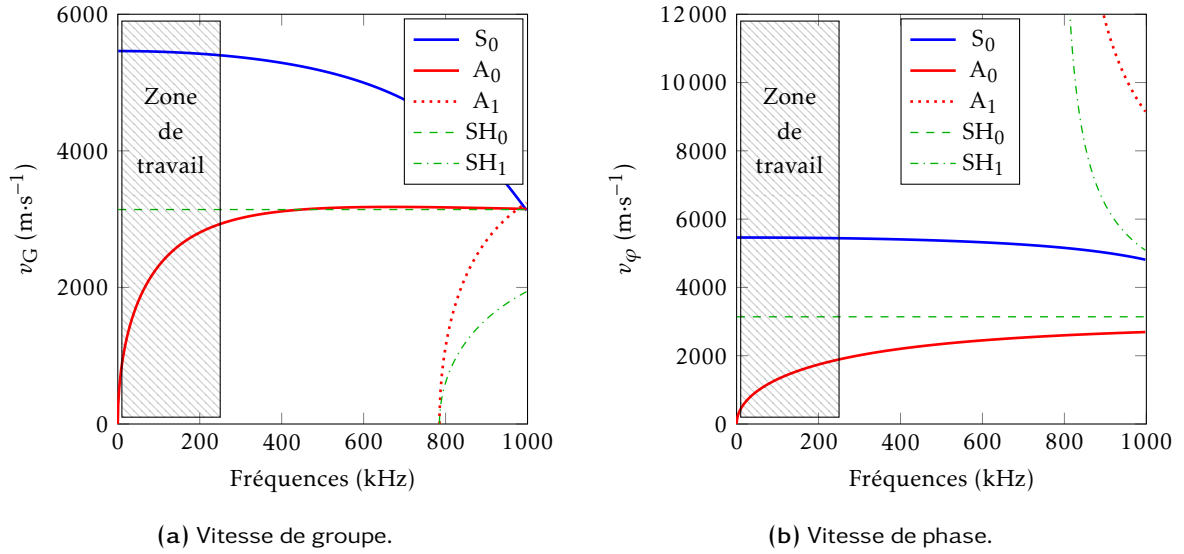 6000
4000
2000
0
0 200 400 600 800 1000
v_G (m·s⁻¹)
Fréquences (kHz)
Zone
de
travail
S₀
A₀
A₁
SH₀
SH₁
(a) Vitesse de groupe.
12 000
10 000
8000
6000
4000
2000
0
0 200 400 600 800 1000
v_φ (m·s⁻¹)
Fréquences (kHz)
Zone
de
travail
S₀
A₀
A₁
SH₀
SH₁
(b) Vitesse de phase.